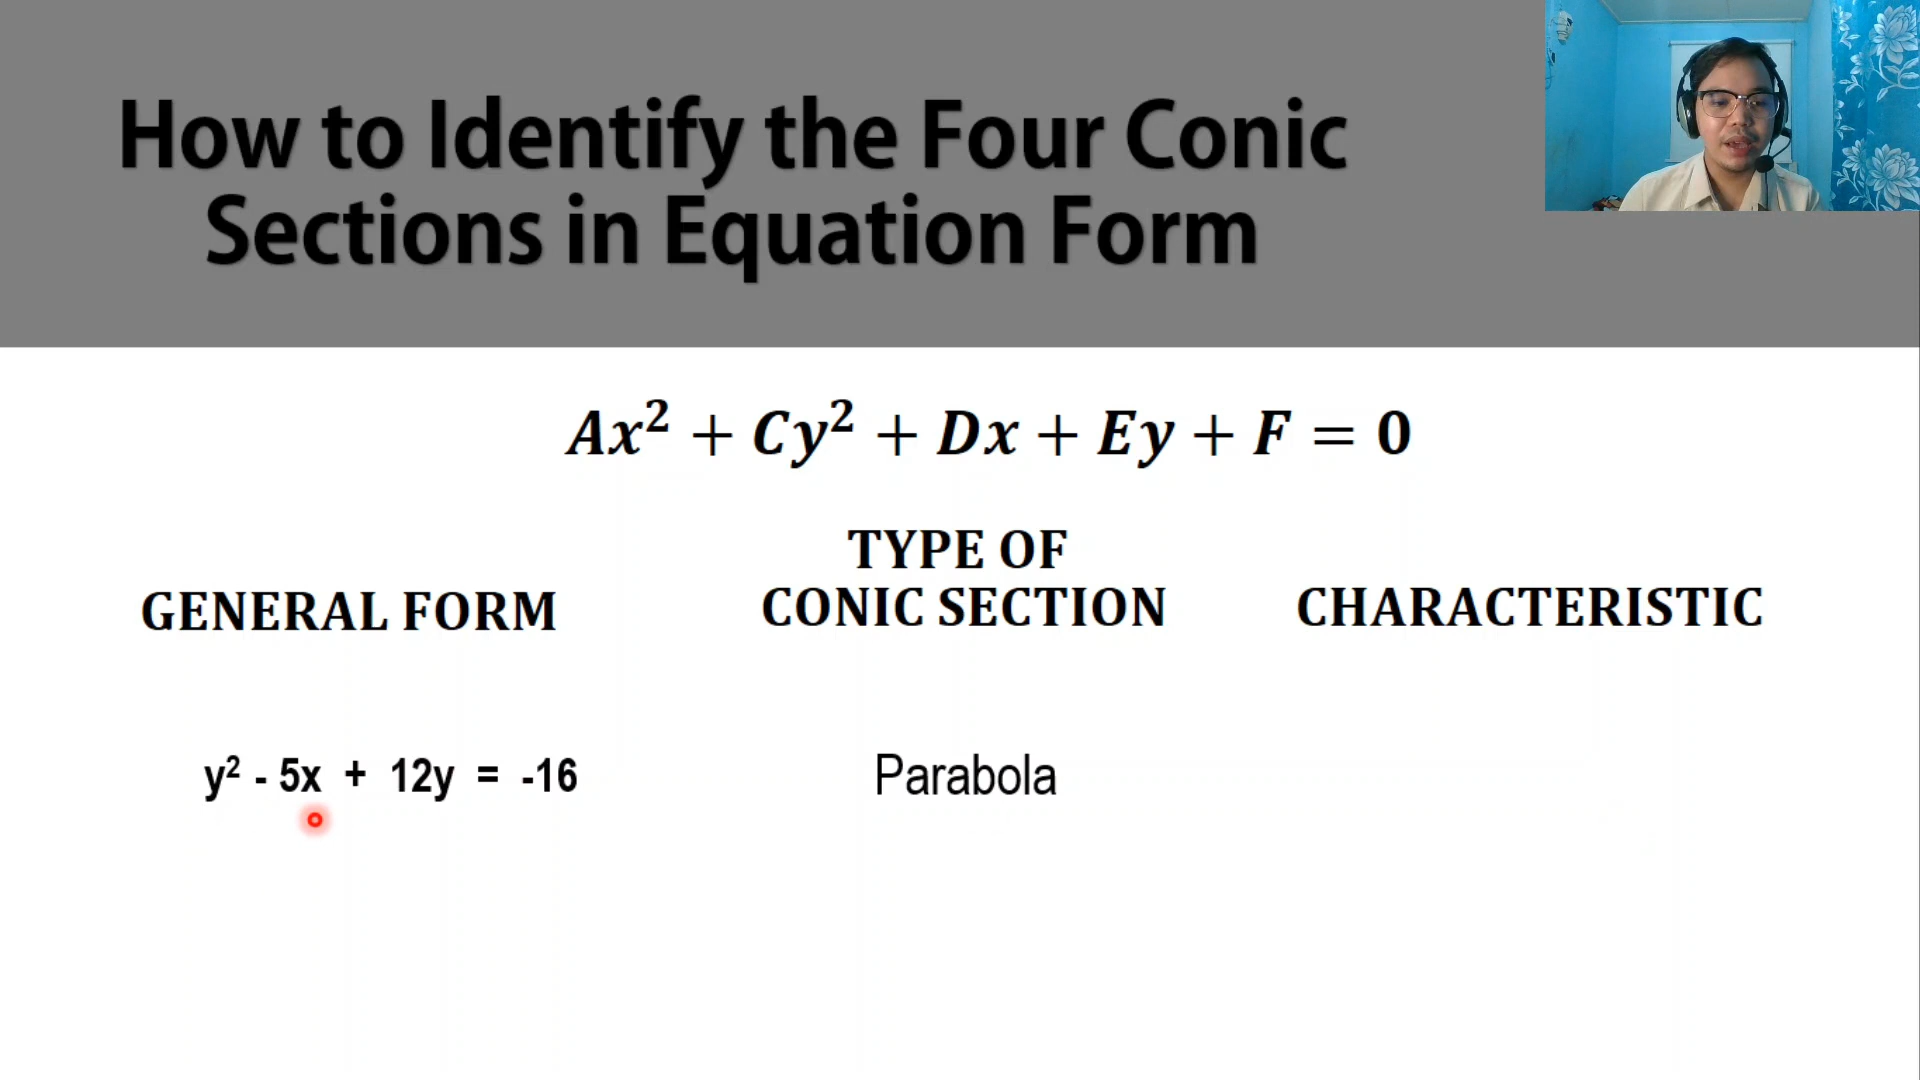 How to Identify the Four Conic
Sections in Equation Form
Ax² + Cy² + Dx + Ey + F = 0
GENERAL FORM
TYPE OF
CONIC SECTION
CHARACTERISTIC
y² - 5x + 12y = -16
Parabola